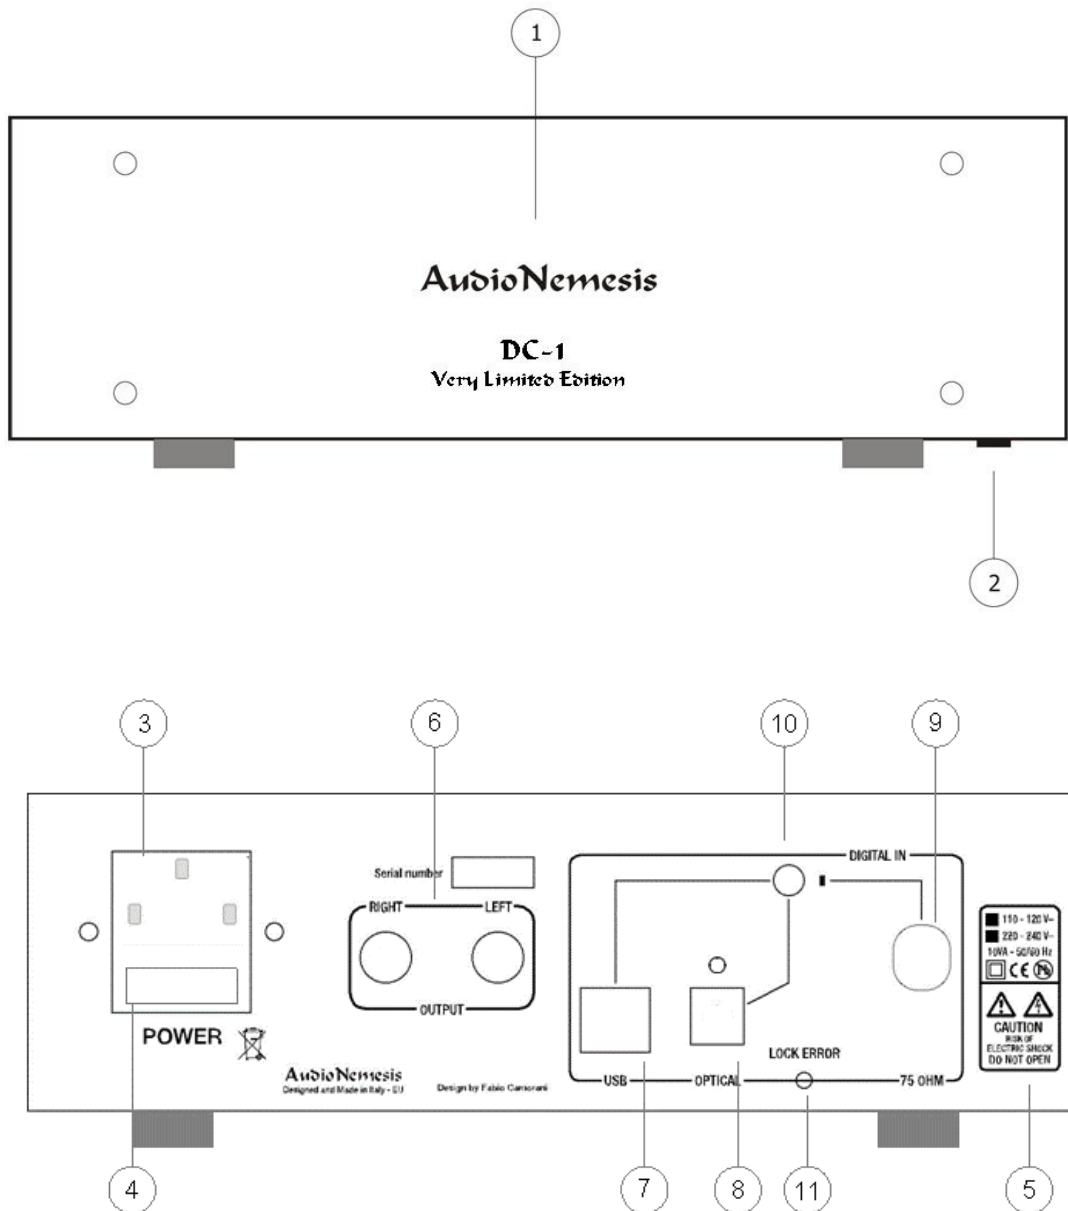 1
AudioNemesis
DC-1
Very Limited Edition
2
3
6
10
9
Serial number
DIGITAL IN
RIGHT LEFT
110 - 120 V~
220 - 240 V~
10VA - 50/60 Hz
CE Pb
OUTPUT
POWER
CAUTION
RISK OF
ELECTRIC SHOCK
DO NOT OPEN
LOCK ERROR
AudioNemesis
Designed and Made in Italy - EU
Design by Fabio Camorani
USB OPTICAL 75 OHM
4
7
8
11
5